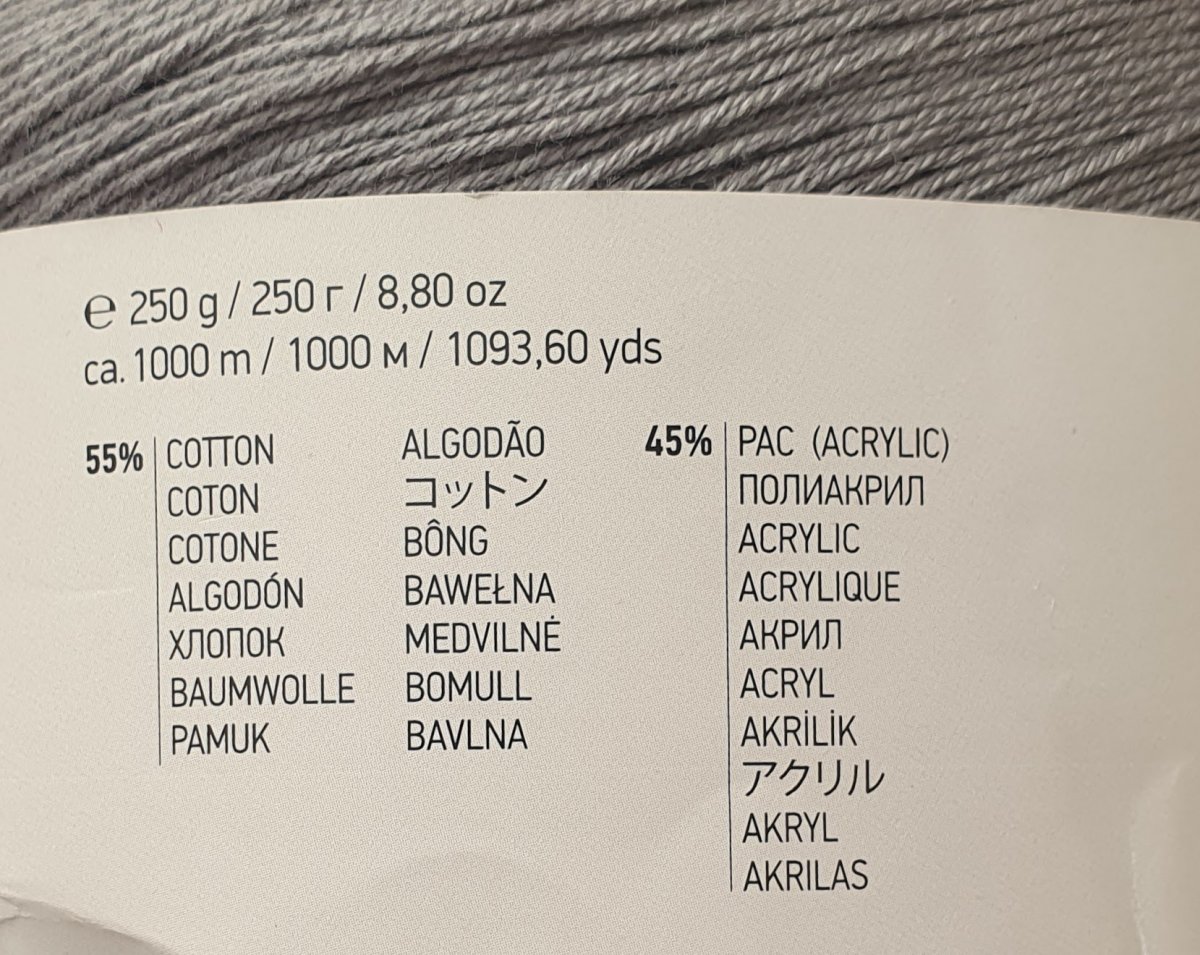 ℮ 250 g / 250 г / 8,80 oz
ca. 1000 m / 1000 м / 1093,60 yds
55%
COTTON
COTON
COTONE
ALGODÓN
ХЛОПОК
BAUMWOLLE
PAMUK
ALGODÃO
コットン
BÔNG
BAWEŁNA
MEDVILNĖ
BOMULL
BAVLNA
45%
PAC (ACRYLIC)
ПОЛИАКРИЛ
ACRYLIC
ACRYLIQUE
АКРИЛ
ACRYL
AKRİLİK
アクリル
AKRYL
AKRILAS